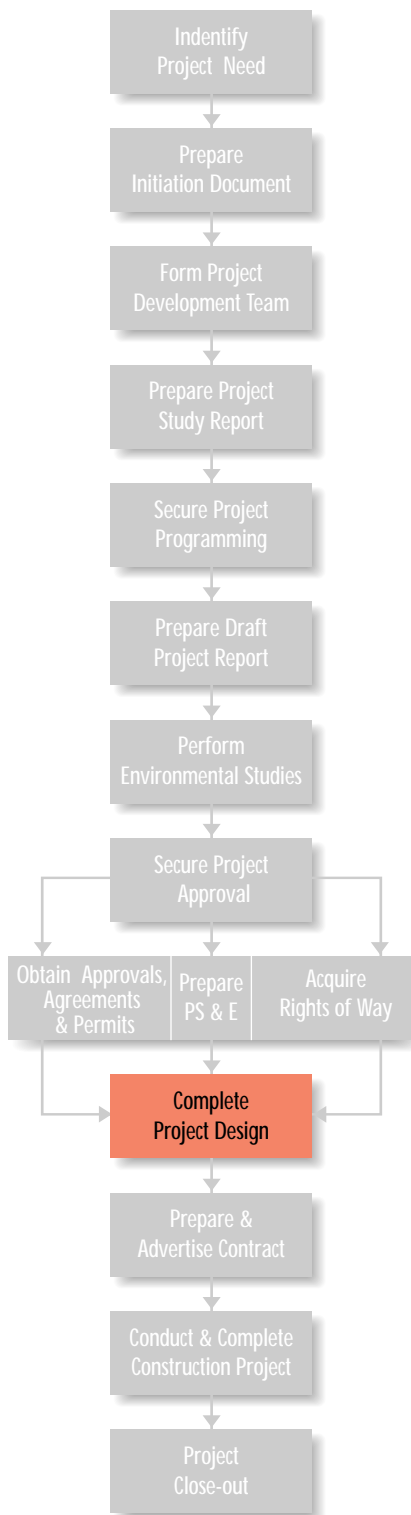 Indentify
Project Need
Prepare
Initiation Document
Form Project
Development Team
Prepare Project
Study Report
Secure Project
Programming
Prepare Draft
Project Report
Perform
Environmental Studies
Secure Project
Approval
Obtain Approvals,
Agreements
& Permits
Prepare
PS & E
Acquire
Rights of Way
Complete
Project Design
Prepare &
Advertise Contract
Conduct & Complete
Construction Project
Project
Close-out